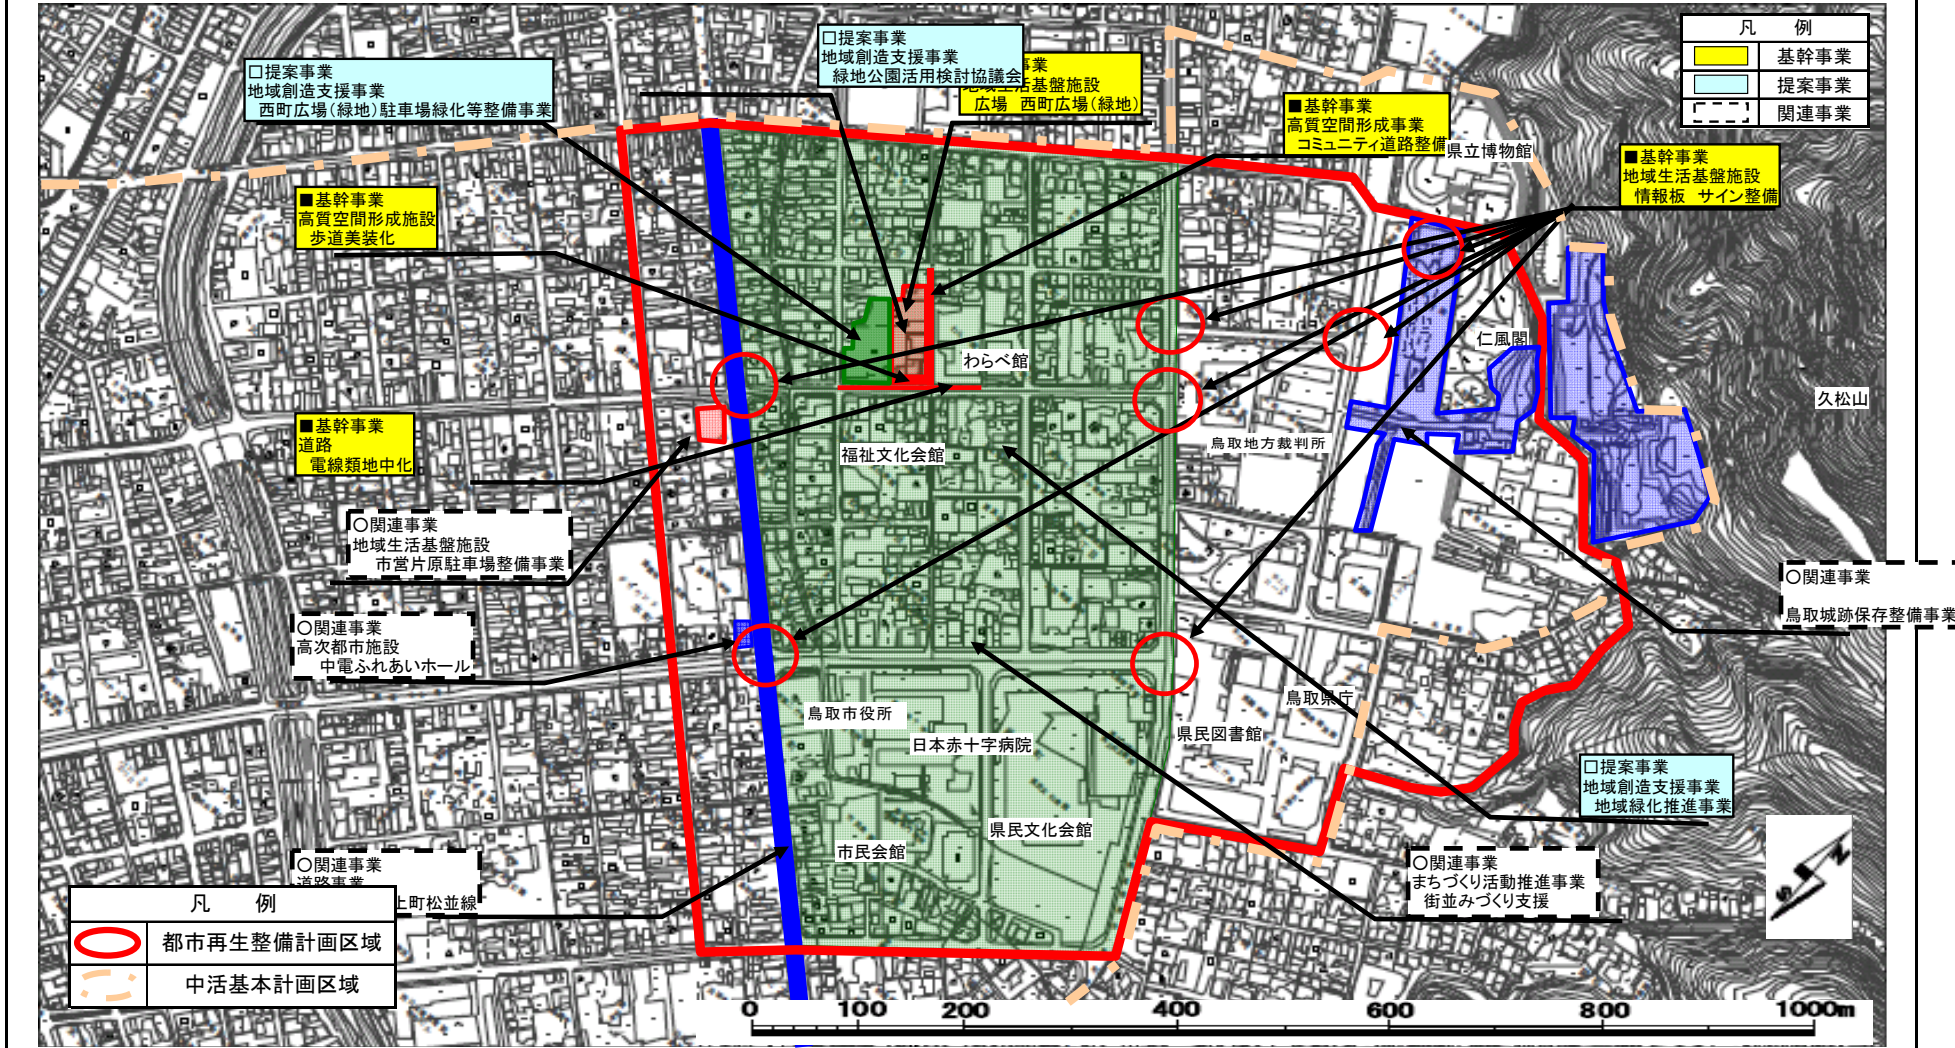 □提案事業
地域創造支援事業
西町広場(緑地)駐車場緑化等整備事業
□提案事業
地域創造支援事業
緑地公園活用検討協議会
事業
地域生活基盤施設
広場 西町広場(緑地)
■基幹事業
高質空間形成事業
コミュニティ道路整備
県立博物館
凡 例
基幹事業
提案事業
関連事業
■基幹事業
地域生活基盤施設
情報板 サイン整備
■基幹事業
高質空間形成施設
歩道美装化
わらべ館
仁風閣
久松山
■基幹事業
道路
電線類地中化
福祉文化会館
鳥取地方裁判所
○関連事業
地域生活基盤施設
市営片原駐車場整備事業
○関連事業
鳥取城跡保存整備事業
○関連事業
高次都市施設
中電ふれあいホール
鳥取市役所
日本赤十字病院
鳥取県庁
県民図書館
□提案事業
地域創造支援事業
地域緑化推進事業
県民文化会館
市民会館
○関連事業
道路事業
上町松並線
○関連事業
まちづくり活動推進事業
街並みづくり支援
凡 例
都市再生整備計画区域
中活基本計画区域
S N
0 100 200 400 600 800 1000m